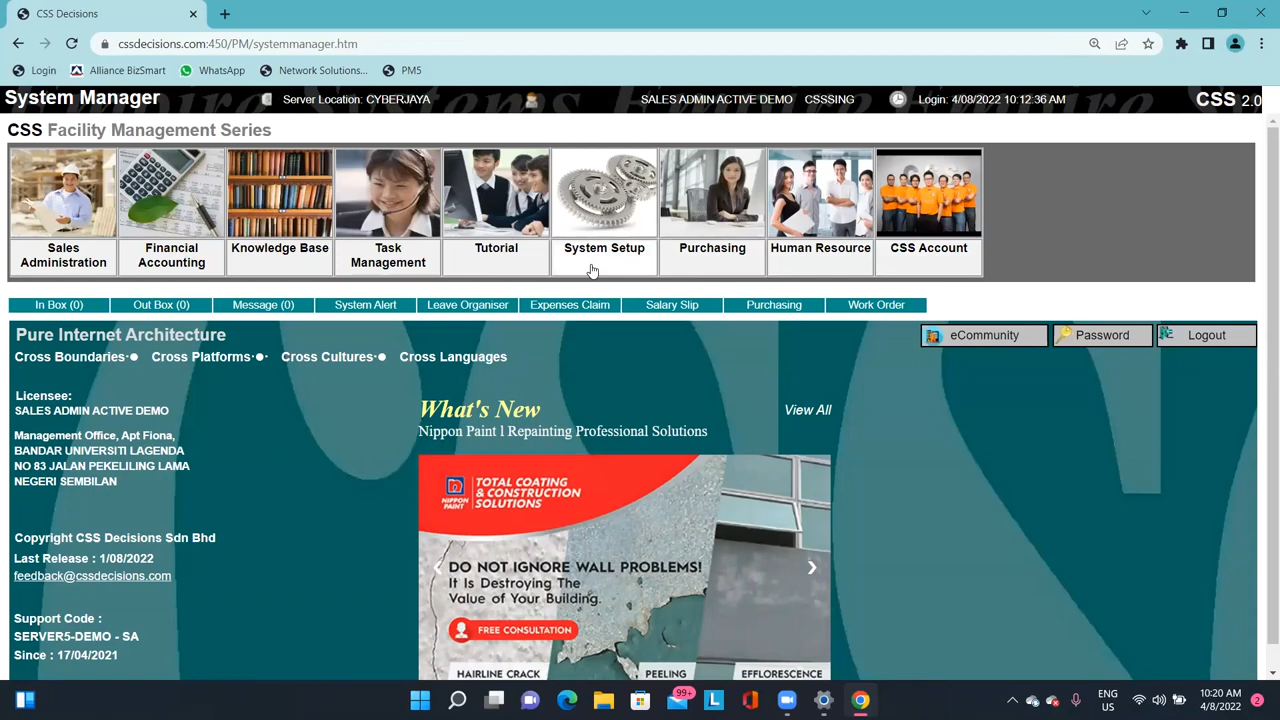 CSS Decisions
cssdecisions.com:450/PM/systemmanager.htm
Login
Alliance BizSmart
WhatsApp
Network Solutions...
PM5
System Manager
Server Location: CYBERJAYA
SALES ADMIN ACTIVE DEMO CSSSING
Login: 4/08/2022 10:12:36 AM
CSS 2.0
CSS Facility Management Series
Sales
Administration
Financial
Accounting
Knowledge Base
Task
Management
Tutorial
System Setup
Purchasing
Human Resource
CSS Account
In Box (0)
Out Box (0)
Message (0)
System Alert
Leave Organiser
Expenses Claim
Salary Slip
Purchasing
Work Order
Pure Internet Architecture
eCommunity
Password
Logout
Cross Boundaries Cross Platforms Cross Cultures Cross Languages
Licensee:
SALES ADMIN ACTIVE DEMO
Management Office, Apt Fiona,
BANDAR UNIVERSITI LAGENDA
NO 83 JALAN PEKELILING LAMA
NEGERI SEMBILAN
Copyright CSS Decisions Sdn Bhd
Last Release : 1/08/2022
feedback@cssdecisions.com
Support Code :
SERVER5-DEMO - SA
Since : 17/04/2021
What's New
View All
Nippon Paint l Repainting Professional Solutions
NIPPON PAINT
TOTAL COATING
& CONSTRUCTION
SOLUTIONS
DO NOT IGNORE WALL PROBLEMS!
It Is Destroying The
Value of Your Building.
FREE CONSULTATION
HAIRLINE CRACK
PEELING
EFFLORESCENCE
99+
ENG
US
10:20 AM
4/8/2022
2